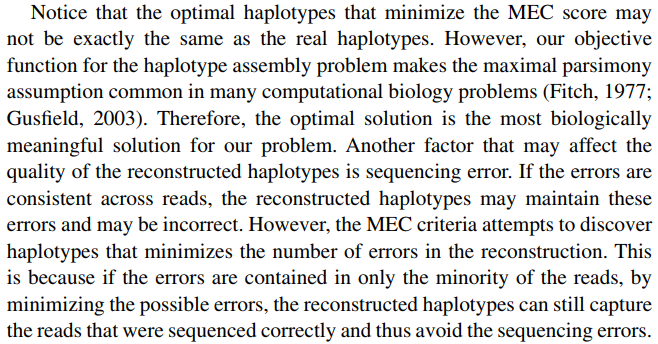 Notice that the optimal haplotypes that minimize the MEC score may
not be exactly the same as the real haplotypes. However, our objective
function for the haplotype assembly problem makes the maximal parsimony
assumption common in many computational biology problems (Fitch, 1977;
Gusfield, 2003). Therefore, the optimal solution is the most biologically
meaningful solution for our problem. Another factor that may affect the
quality of the reconstructed haplotypes is sequencing error. If the errors are
consistent across reads, the reconstructed haplotypes may maintain these
errors and may be incorrect. However, the MEC criteria attempts to discover
haplotypes that minimizes the number of errors in the reconstruction. This
is because if the errors are contained in only the minority of the reads, by
minimizing the possible errors, the reconstructed haplotypes can still capture
the reads that were sequenced correctly and thus avoid the sequencing errors.